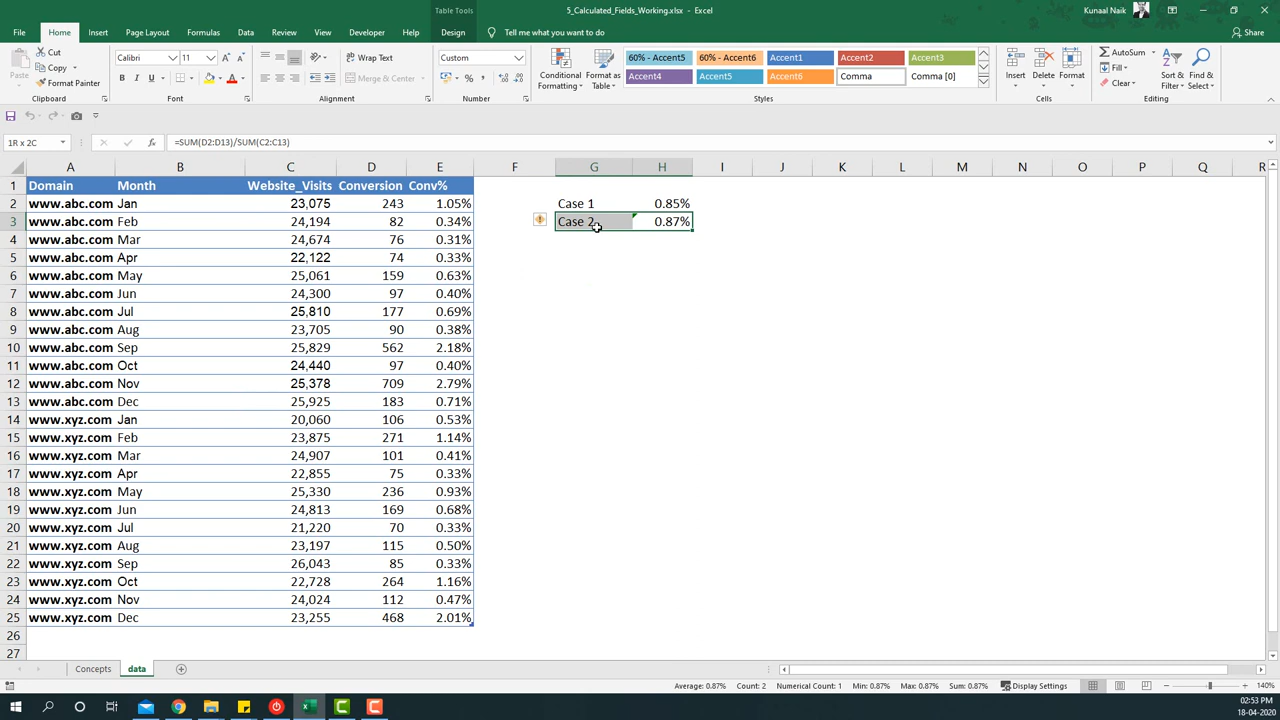 Table Tools
5_Calculated_Fields_Working.xlsx - Excel
Kunaal Naik
File Home Insert Page Layout Formulas Data Review View Developer Help Design Tell me what you want to do Share
Cut
Copy
Format Painter
Paste
Clipboard
Calibri 11
B I U
Font
Wrap Text
Merge & Center
Alignment
Custom
%
Number
Conditional Formatting
Format as Table
60% - Accent5 60% - Accent6 Accent1 Accent2 Accent3
Accent4 Accent5 Accent6 Comma Comma [0]
Styles
Insert Delete Format
Cells
AutoSum
Fill
Clear
Sort & Filter
Find & Select
Editing
1R x 2C fx =SUM(D2:D13)/SUM(C2:C13)
A B C D E F G H I J K L M N O P Q R
1 Domain Month Website_Visits Conversion Conv%
2 www.abc.com Jan 23,075 243 1.05% Case 1 0.85%
3 www.abc.com Feb 24,194 82 0.34% Case 2 0.87%
4 www.abc.com Mar 24,674 76 0.31%
5 www.abc.com Apr 22,122 74 0.33%
6 www.abc.com May 25,061 159 0.63%
7 www.abc.com Jun 24,300 97 0.40%
8 www.abc.com Jul 25,810 177 0.69%
9 www.abc.com Aug 23,705 90 0.38%
10 www.abc.com Sep 25,829 562 2.18%
11 www.abc.com Oct 24,440 97 0.40%
12 www.abc.com Nov 25,378 709 2.79%
13 www.abc.com Dec 25,925 183 0.71%
14 www.xyz.com Jan 20,060 106 0.53%
15 www.xyz.com Feb 23,875 271 1.14%
16 www.xyz.com Mar 24,907 101 0.41%
17 www.xyz.com Apr 22,855 75 0.33%
18 www.xyz.com May 25,330 236 0.93%
19 www.xyz.com Jun 24,813 169 0.68%
20 www.xyz.com Jul 21,220 70 0.33%
21 www.xyz.com Aug 23,197 115 0.50%
22 www.xyz.com Sep 26,043 85 0.33%
23 www.xyz.com Oct 22,728 264 1.16%
24 www.xyz.com Nov 24,024 112 0.47%
25 www.xyz.com Dec 23,255 468 2.01%
26
27
Concepts data
Average: 0.87% Count: 2 Numerical Count: 1 Min: 0.87% Max: 0.87% Sum: 0.87% Display Settings 140%
02:53 PM
18-04-2020